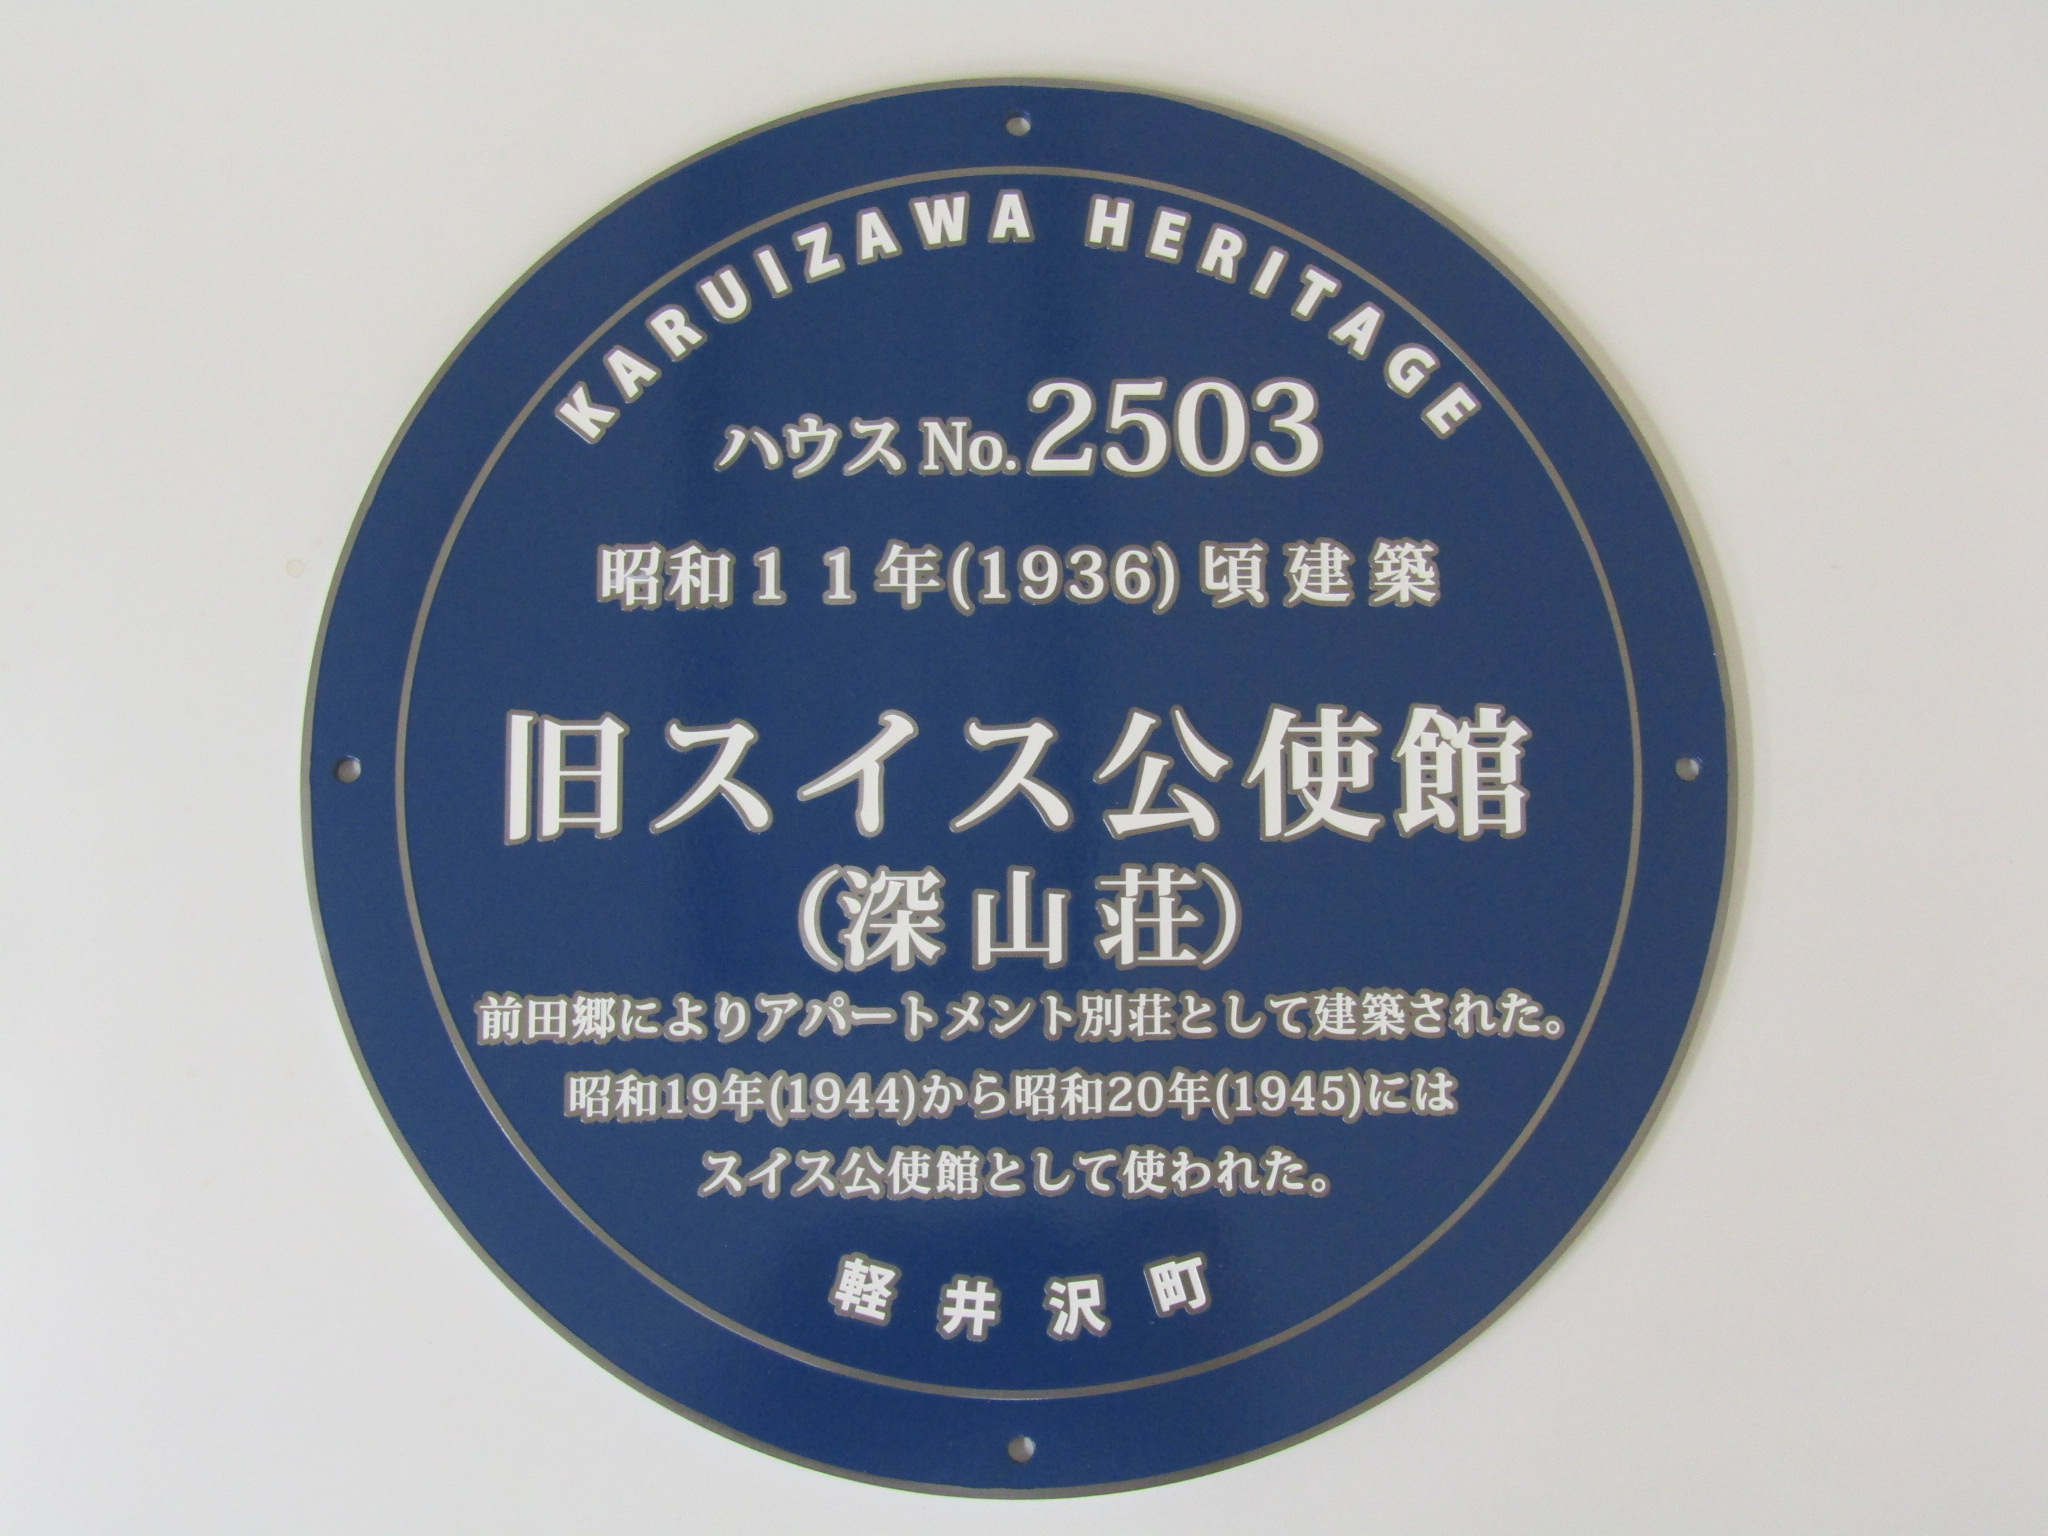 KARUIZAWA HERITAGE
ハウス No.2503
昭和11年(1936)頃建築
旧スイス公使館
(深山荘)
前田郷によりアパートメント別荘として建築された。
昭和19年(1944)から昭和20年(1945)には
スイス公使館として使われた。
軽井沢町